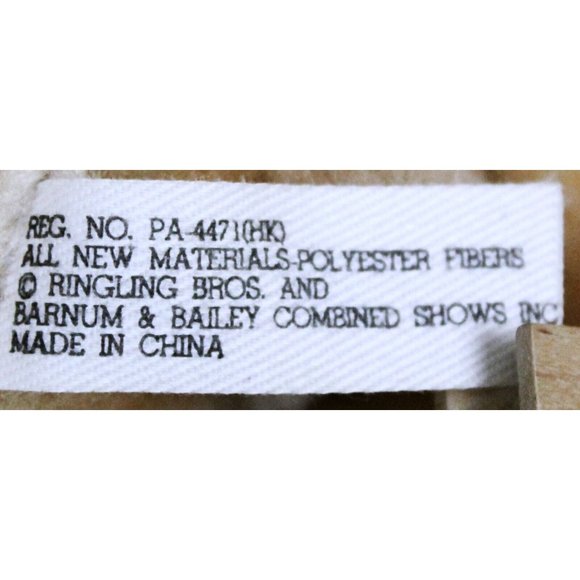 REG. NO. PA-4471(HK)
ALL NEW MATERIALS-POLYESTER FIBERS
© RINGLING BROS. AND
BARNUM & BAILEY COMBINED SHOWS INC
MADE IN CHINA